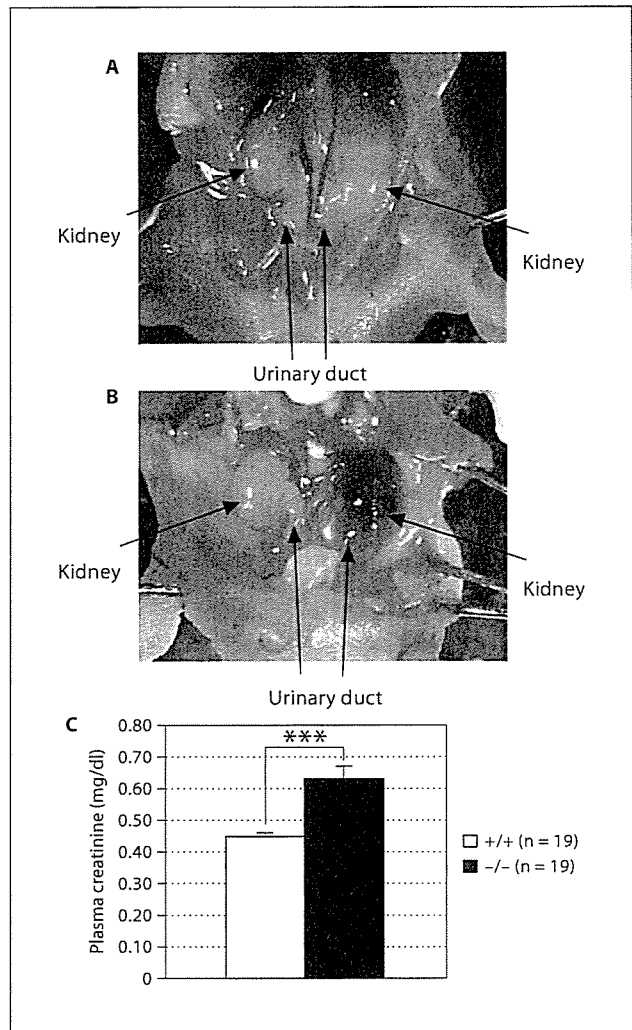 A
Kidney
Kidney
Urinary duct
B
Kidney
Kidney
Urinary duct
C
0.80
0.70
0.60
0.50
0.40
0.30
0.20
0.10
0
Plasma creatinine (mg/dl)
***
+/+ (n = 19)
–/– (n = 19)